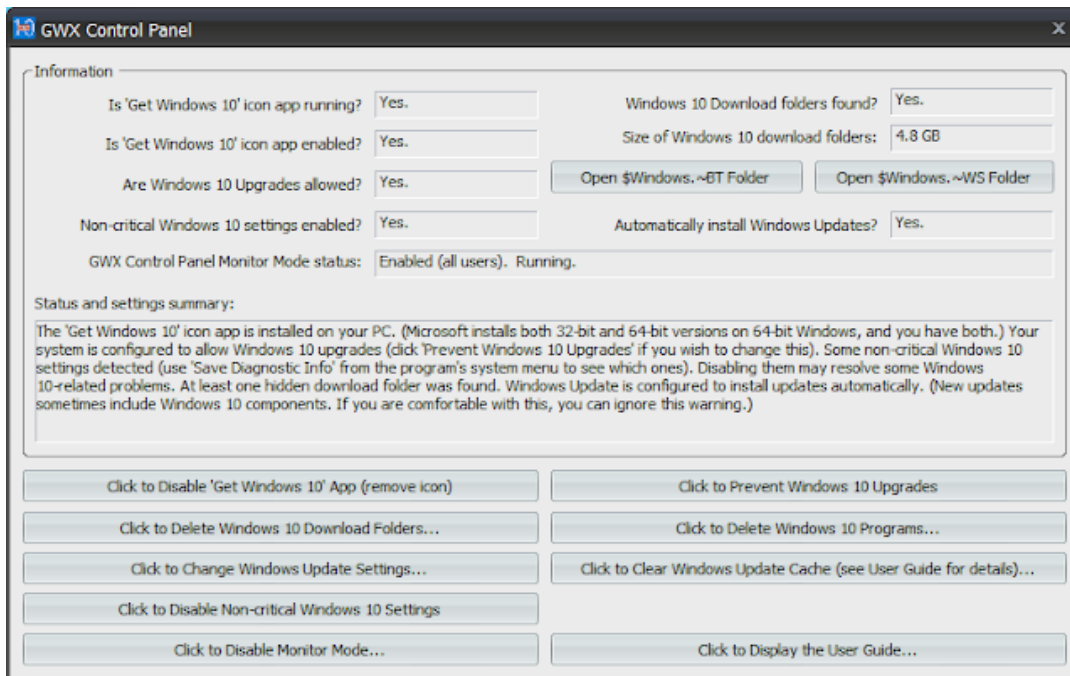 GWX Control Panel
Information
Is 'Get Windows 10' icon app running? Yes.
Windows 10 Download folders found? Yes.
Is 'Get Windows 10' icon app enabled? Yes.
Size of Windows 10 download folders: 4.8 GB
Are Windows 10 Upgrades allowed? Yes.
Open $Windows.~BT Folder
Open $Windows.~WS Folder
Non-critical Windows 10 settings enabled? Yes.
Automatically install Windows Updates? Yes.
GWX Control Panel Monitor Mode status: Enabled (all users). Running.
Status and settings summary:
The 'Get Windows 10' icon app is installed on your PC. (Microsoft installs both 32-bit and 64-bit versions on 64-bit Windows, and you have both.) Your
system is configured to allow Windows 10 upgrades (click 'Prevent Windows 10 Upgrades' if you wish to change this). Some non-critical Windows 10
settings detected (use 'Save Diagnostic Info' from the program's system menu to see which ones). Disabling them may resolve some Windows
10-related problems. At least one hidden download folder was found. Windows Update is configured to install updates automatically. (New updates
sometimes include Windows 10 components. If you are comfortable with this, you can ignore this warning.)
Click to Disable 'Get Windows 10' App (remove icon)
Click to Prevent Windows 10 Upgrades
Click to Delete Windows 10 Download Folders...
Click to Delete Windows 10 Programs...
Click to Change Windows Update Settings...
Click to Clear Windows Update Cache (see User Guide for details)...
Click to Disable Non-critical Windows 10 Settings
Click to Disable Monitor Mode...
Click to Display the User Guide...